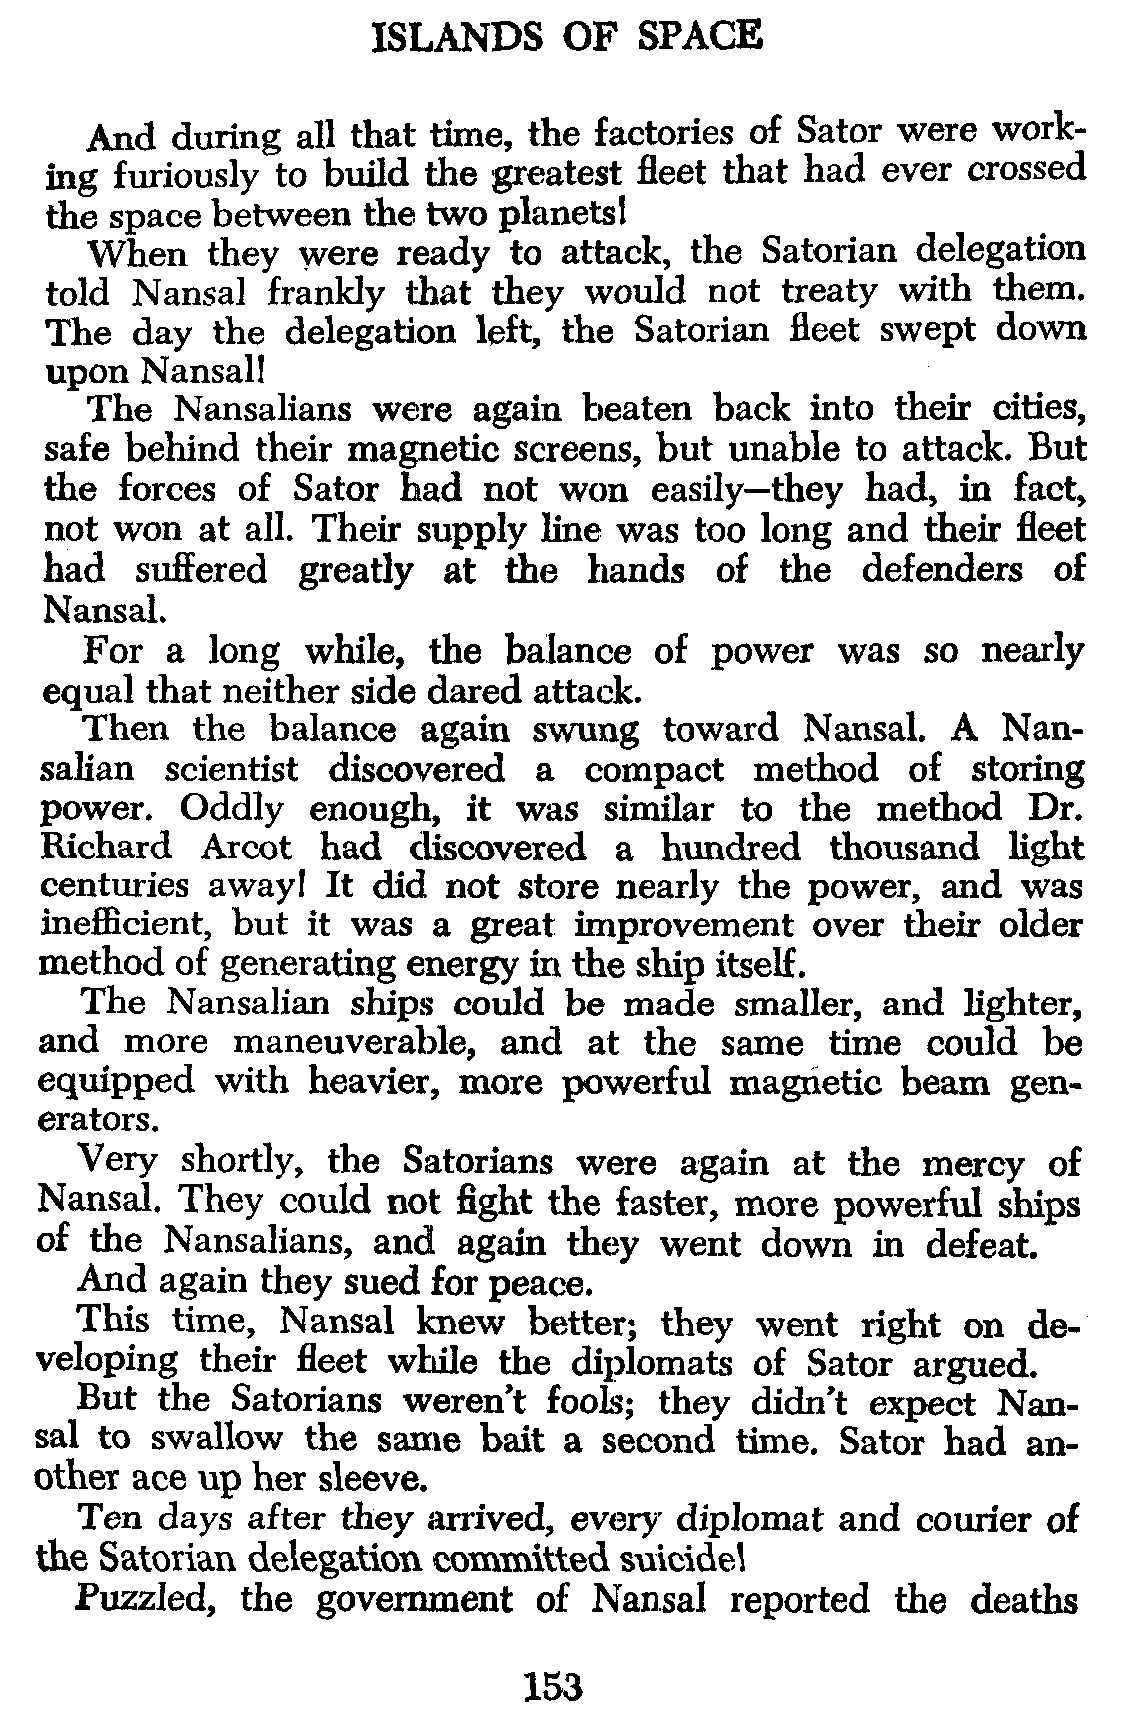 ISLANDS OF SPACE
And during all that time, the factories of Sator were work-
ing furiously to build the greatest fleet that had ever crossed
the space between the two planets!
When they were ready to attack, the Satorian delegation
told Nansal frankly that they would not treaty with them.
The day the delegation left, the Satorian fleet swept down
upon Nansal!
The Nansalians were again beaten back into their cities,
safe behind their magnetic screens, but unable to attack. But
the forces of Sator had not won easily—they had, in fact,
not won at all. Their supply line was too long and their fleet
had suffered greatly at the hands of the defenders of
Nansal.
For a long while, the balance of power was so nearly
equal that neither side dared attack.
Then the balance again swung toward Nansal. A Nan-
salian scientist discovered a compact method of storing
power. Oddly enough, it was similar to the method Dr.
Richard Arcot had discovered a hundred thousand light
centuries away! It did not store nearly the power, and was
inefficient, but it was a great improvement over their older
method of generating energy in the ship itself.
The Nansalian ships could be made smaller, and lighter,
and more maneuverable, and at the same time could be
equipped with heavier, more powerful magnetic beam gen-
erators.
Very shortly, the Satorians were again at the mercy of
Nansal. They could not fight the faster, more powerful ships
of the Nansalians, and again they went down in defeat.
And again they sued for peace.
This time, Nansal knew better; they went right on de-
veloping their fleet while the diplomats of Sator argued.
But the Satorians weren't fools; they didn't expect Nan-
sal to swallow the same bait a second time. Sator had an-
other ace up her sleeve.
Ten days after they arrived, every diplomat and courier of
the Satorian delegation committed suicide!
Puzzled, the government of Nansal reported the deaths
153